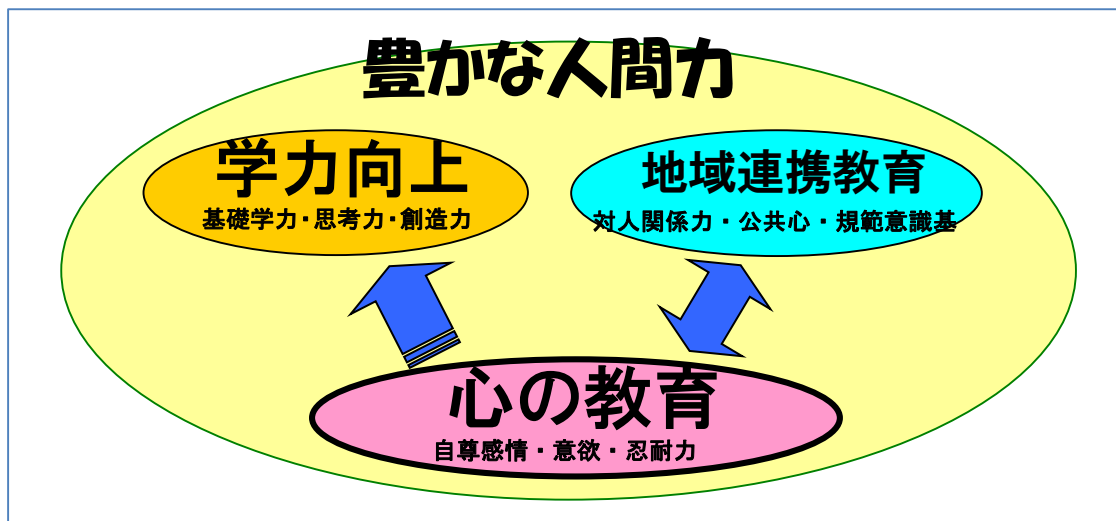 豊かな人間力
学力向上
基礎学力・思考力・創造力
地域連携教育
対人関係力・公共心・規範意識基
心の教育
自尊感情・意欲・忍耐力